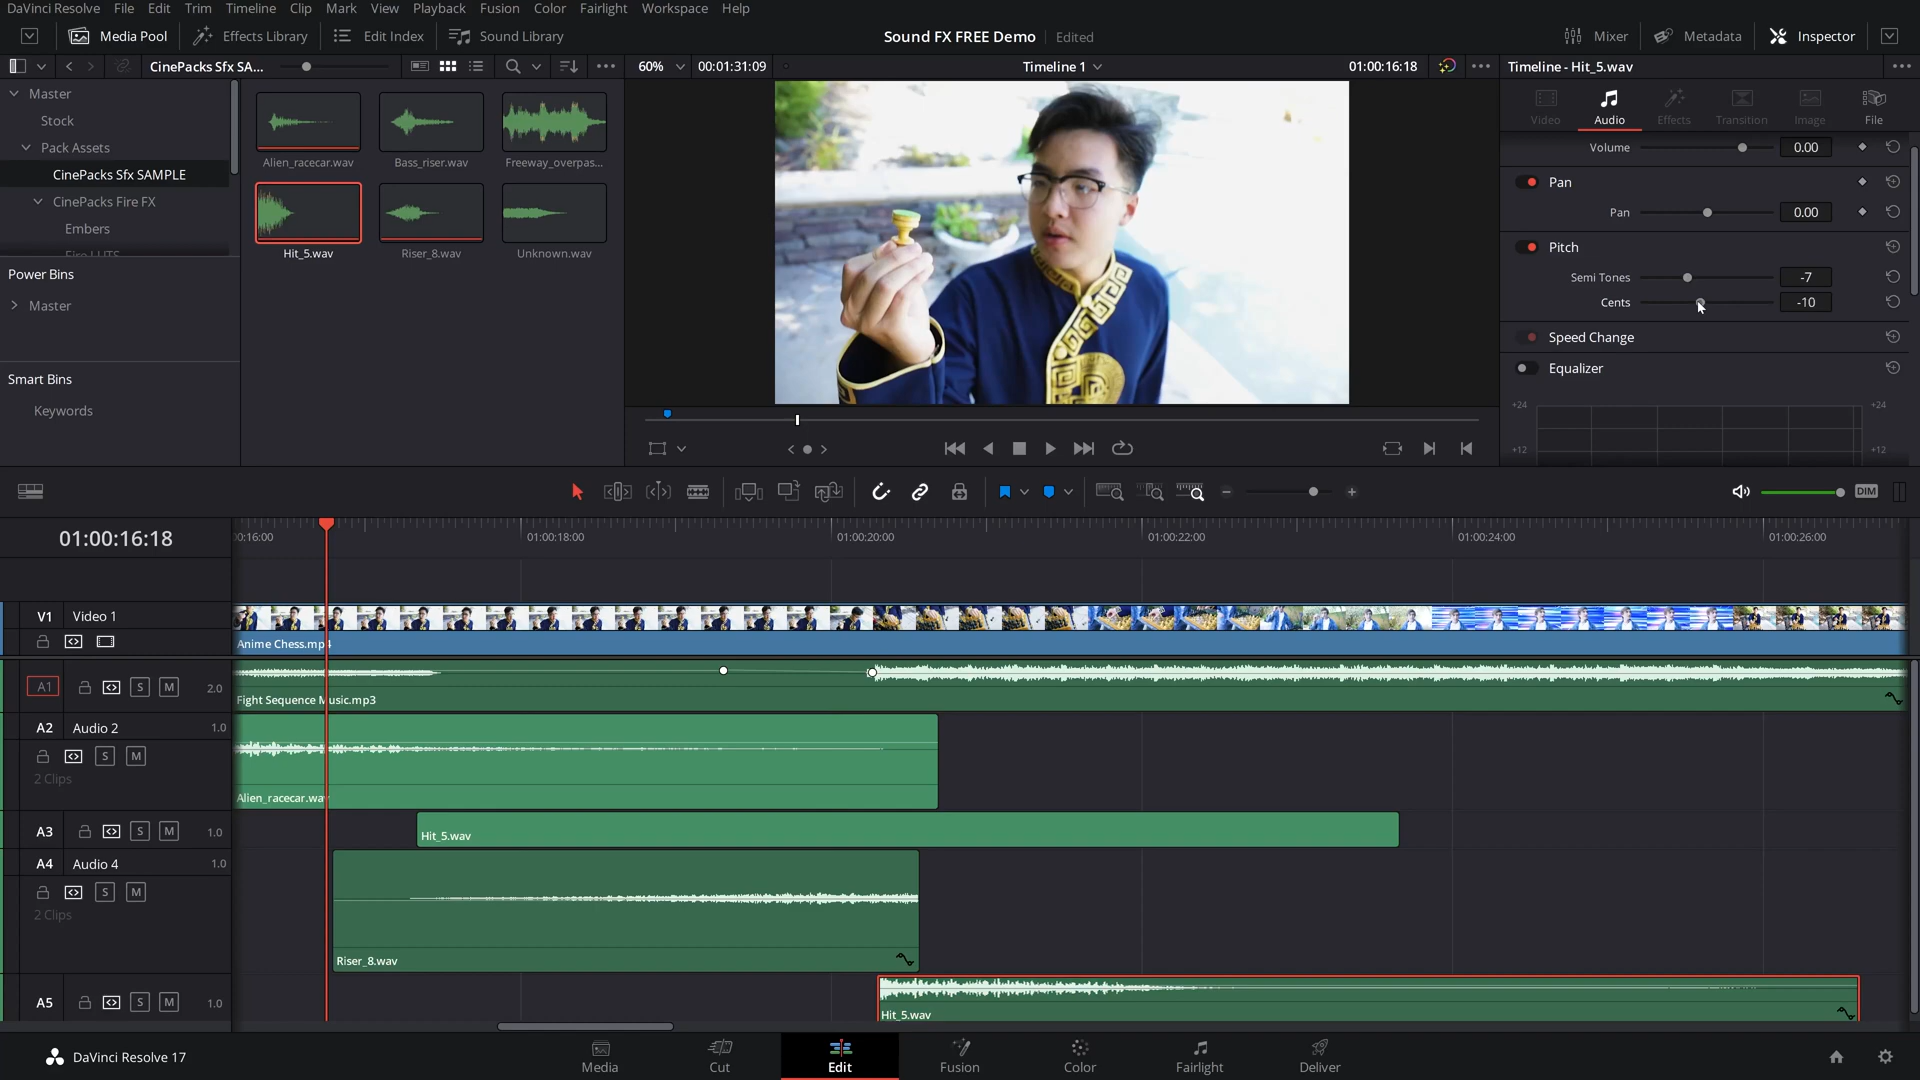 DaVinci Resolve File Edit Trim Timeline Clip Mark View Playback Fusion Color Fairlight Workspace Help
Media Pool Effects Library Edit Index Sound Library Sound FX FREE Demo Edited Mixer Metadata Inspector
CinePacks Sfx SA... 60% 00:01:31:09 Timeline 1 01:00:16:18 Timeline - Hit_5.wav
Master
Stock
Pack Assets
CinePacks Sfx SAMPLE
CinePacks Fire FX
Embers
Fire LUTS
Power Bins
Master
Smart Bins
Keywords
Alien_racecar.wav Bass_riser.wav Freeway_overpas...
Hit_5.wav Riser_8.wav Unknown.wav
Video Audio Effects Transition Image File
Volume 0.00
Pan
Pan 0.00
Pitch
Semi Tones -7
Cents -10
Speed Change
Equalizer
+24 +24
+12 +12
DIM
01:00:16:18 0:16:00 01:00:18:00 01:00:20:00 01:00:22:00 01:00:24:00 01:00:26:00
V1 Video 1
Anime Chess.mp4
A1 S M 2.0
Fight Sequence Music.mp3
A2 Audio 2 1.0
S M
2 Clips
Alien_racecar.wav
A3 S M 1.0
Hit_5.wav
A4 Audio 4 1.0
S M
2 Clips
Riser_8.wav
A5 S M 1.0
Hit_5.wav
DaVinci Resolve 17 Media Cut Edit Fusion Color Fairlight Deliver